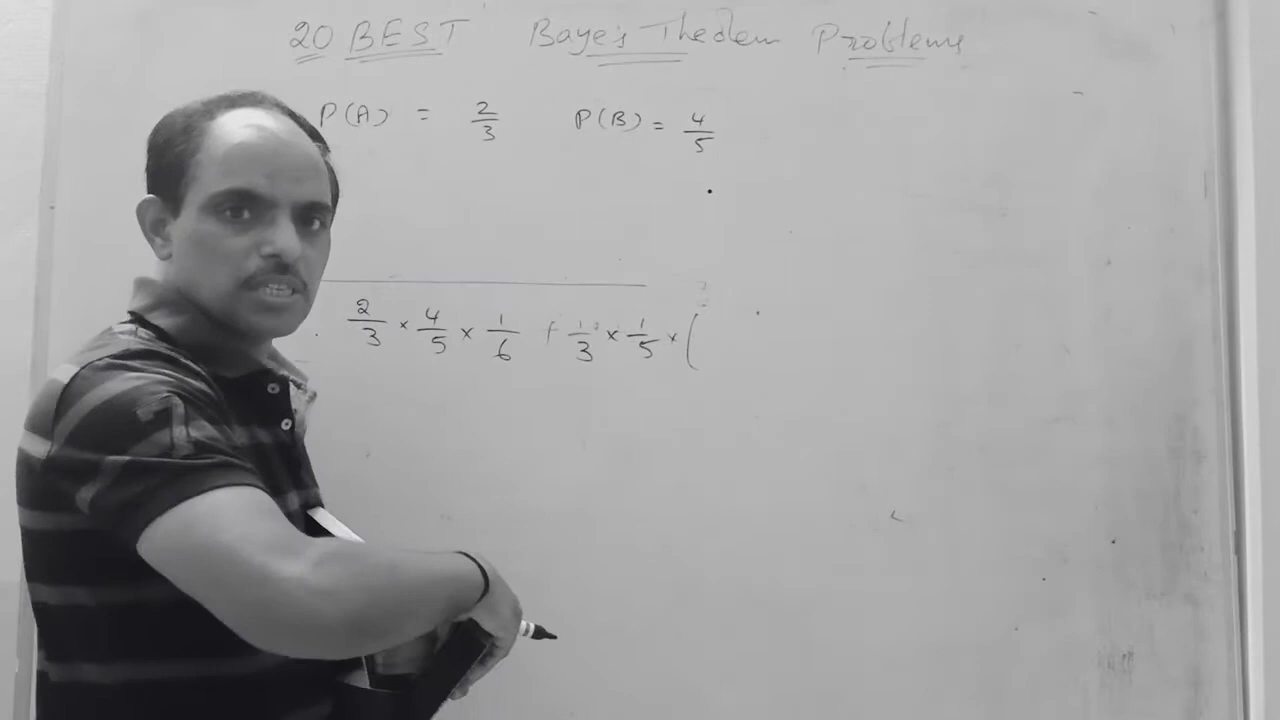 20 BEST Baye's Theorem Problems
P(A) = 2/3 P(B) = 4/5
2/3 × 4/5 × 1/6 + 1/3 × 1/5 × (